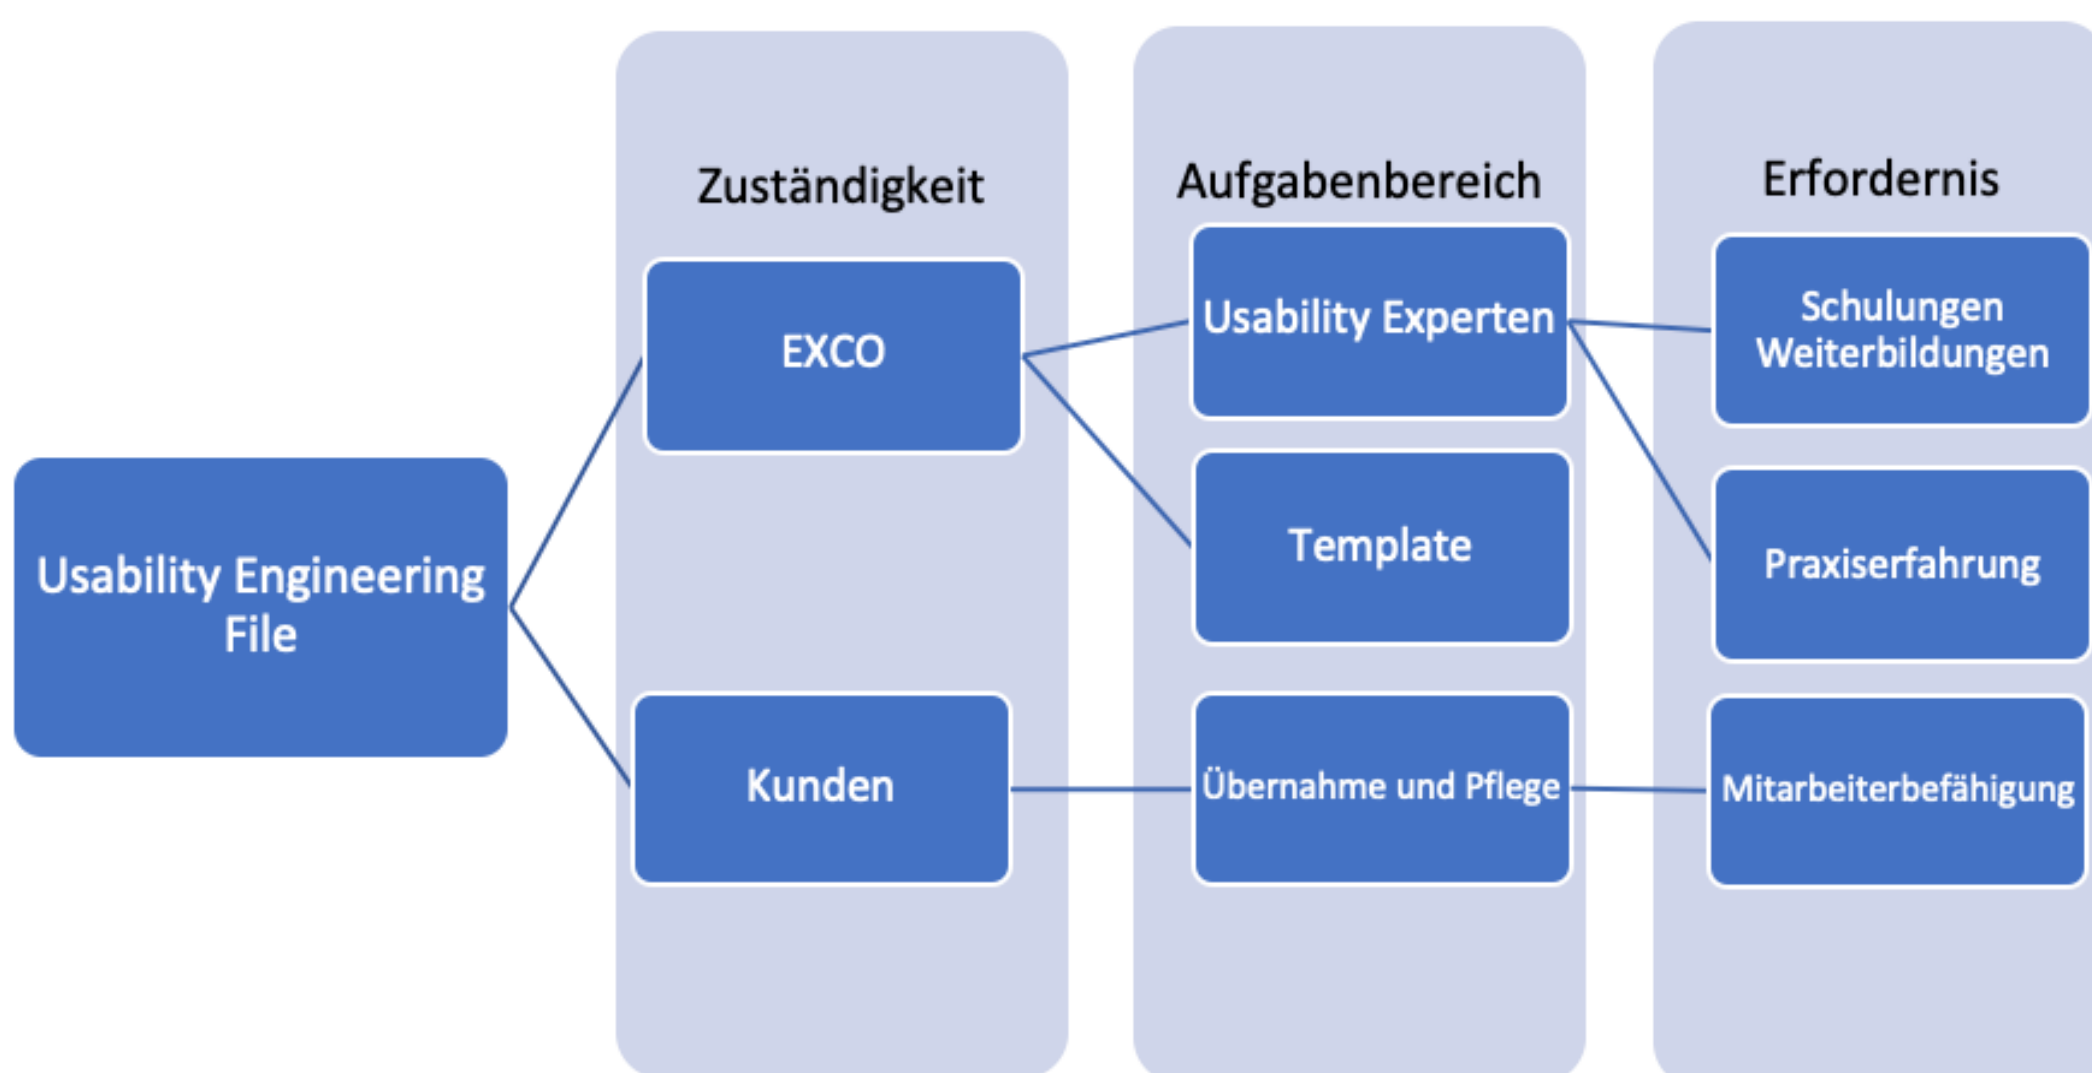 Zuständigkeit
Aufgabenbereich
Erfordernis
Usability Engineering
File
EXCO
Kunden
Usability Experten
Template
Übernahme und Pflege
Schulungen
Weiterbildungen
Praxiserfahrung
Mitarbeiterbefähigung